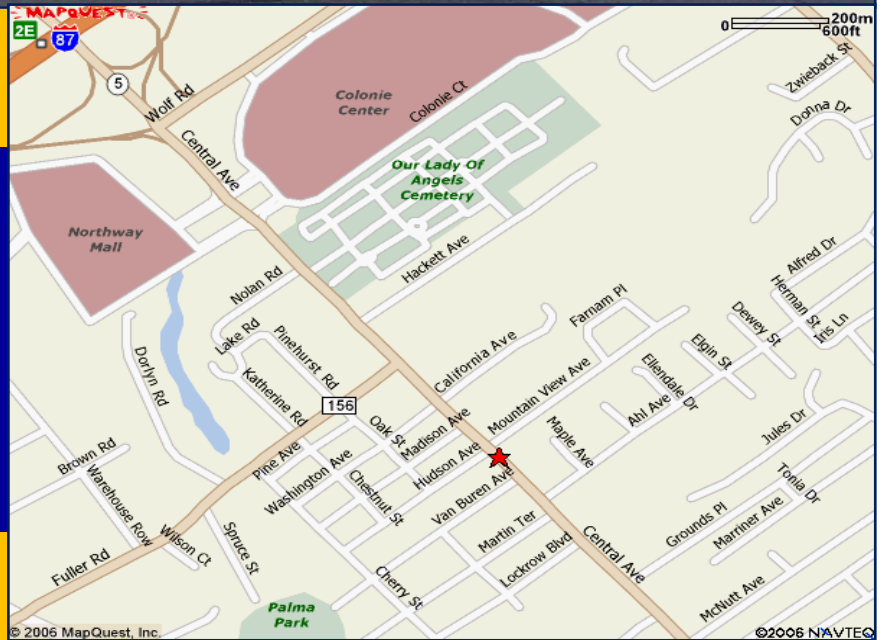 MAPQUEST
2E
87
0
200m
600ft
5
Wolf Rd
Central Ave
Colonie
Center
Colonie Ct
Zwieback St
Donna Dr
Our Lady Of
Angels
Cemetery
Northway
Mall
Hackett Ave
Nolan Rd
Alfred Dr
Herman St
Iris Ln
Lake Rd
Pinehurst Rd
Farnam Pl
Dewey St
California Ave
Elgin St
Dorlyn Rd
Katherine Rd
156
Mountain View Ave
Ellendale Dr
Oak St
Madison Ave
Maple Ave
Ahl Ave
Jules Dr
Brown Rd
Warehouse Row
Pine Ave
Washington Ave
Hudson Ave
Chestnut St
Van Buren Ave
Tonia Dr
Grounds Pl
Marriner Ave
Martin Ter
Lockrow Blvd
Central Ave
Wilson Ct
Spruce St
Fuller Rd
Cherry St
McNutt Ave
Palma
Park
© 2006 MapQuest, Inc.
©2006 NAVTEQ